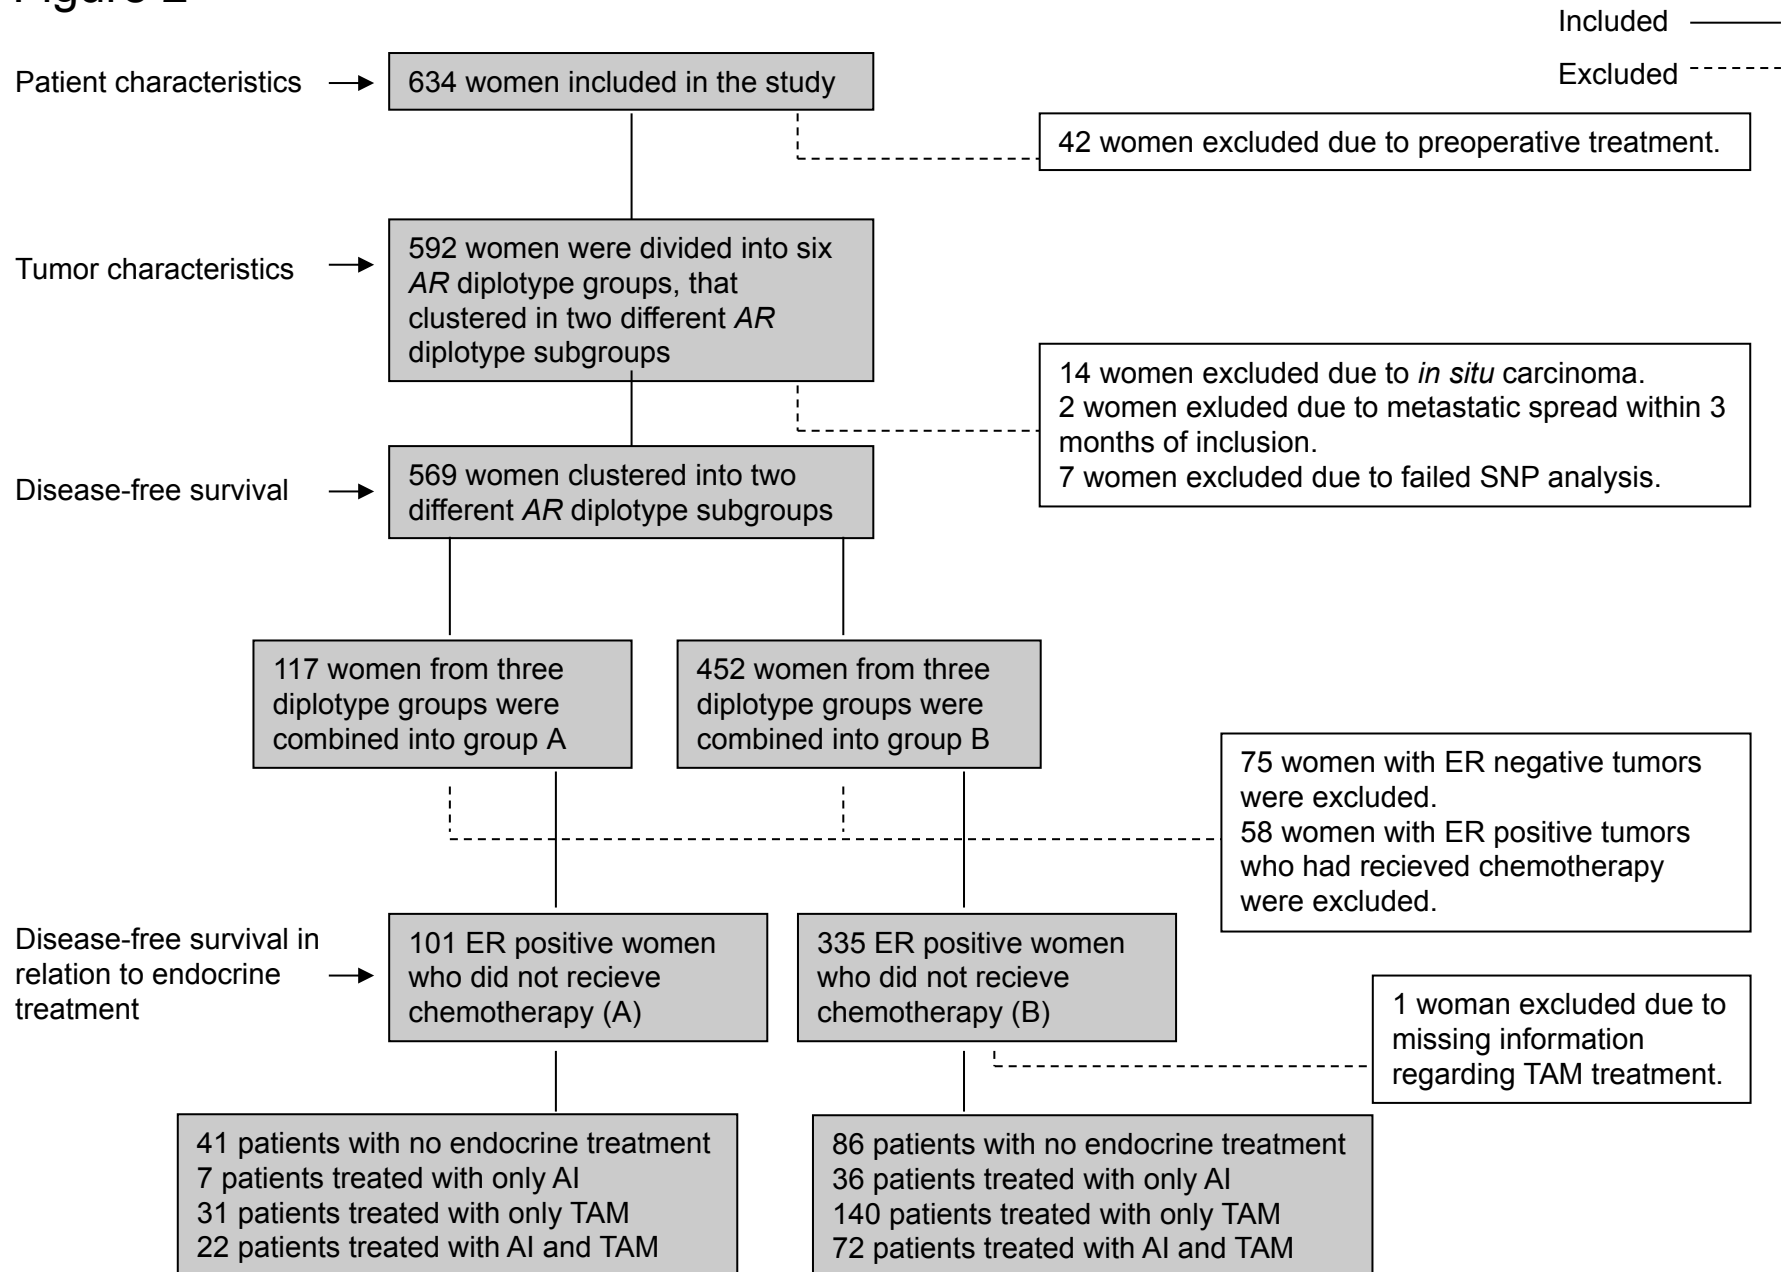 Included
Excluded
Patient characteristics
634 women included in the study
42 women excluded due to preoperative treatment.
Tumor characteristics
592 women were divided into six
AR diplotype groups, that
clustered in two different AR
diplotype subgroups
14 women excluded due to in situ carcinoma.
2 women exluded due to metastatic spread within 3
months of inclusion.
7 women excluded due to failed SNP analysis.
Disease-free survival
569 women clustered into two
different AR diplotype subgroups
117 women from three
diplotype groups were
combined into group A
452 women from three
diplotype groups were
combined into group B
75 women with ER negative tumors
were excluded.
58 women with ER positive tumors
who had recieved chemotherapy
were excluded.
Disease-free survival in
relation to endocrine
treatment
101 ER positive women
who did not recieve
chemotherapy (A)
335 ER positive women
who did not recieve
chemotherapy (B)
1 woman excluded due to
missing information
regarding TAM treatment.
41 patients with no endocrine treatment
7 patients treated with only AI
31 patients treated with only TAM
22 patients treated with AI and TAM
86 patients with no endocrine treatment
36 patients treated with only AI
140 patients treated with only TAM
72 patients treated with AI and TAM